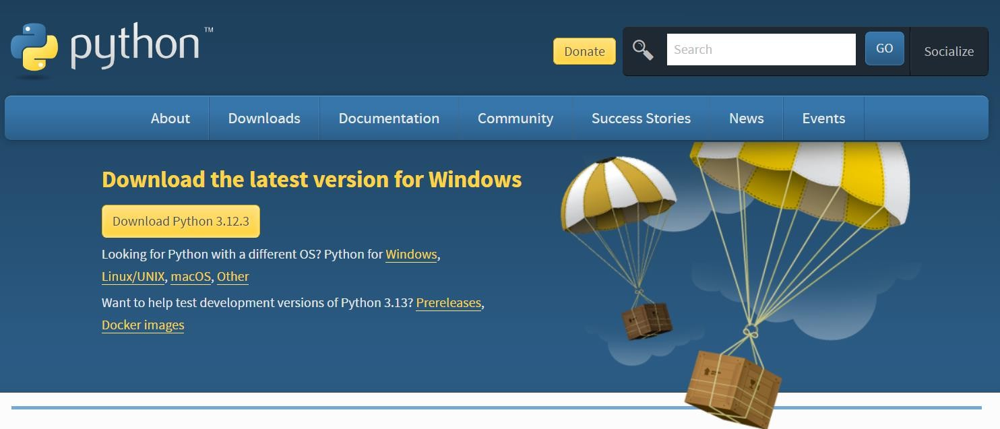 python™
Donate
Search
GO
Socialize
About Downloads Documentation Community Success Stories News Events
Download the latest version for Windows
Download Python 3.12.3
Looking for Python with a different OS? Python for Windows,
Linux/UNIX, macOS, Other
Want to help test development versions of Python 3.13? Prereleases,
Docker images